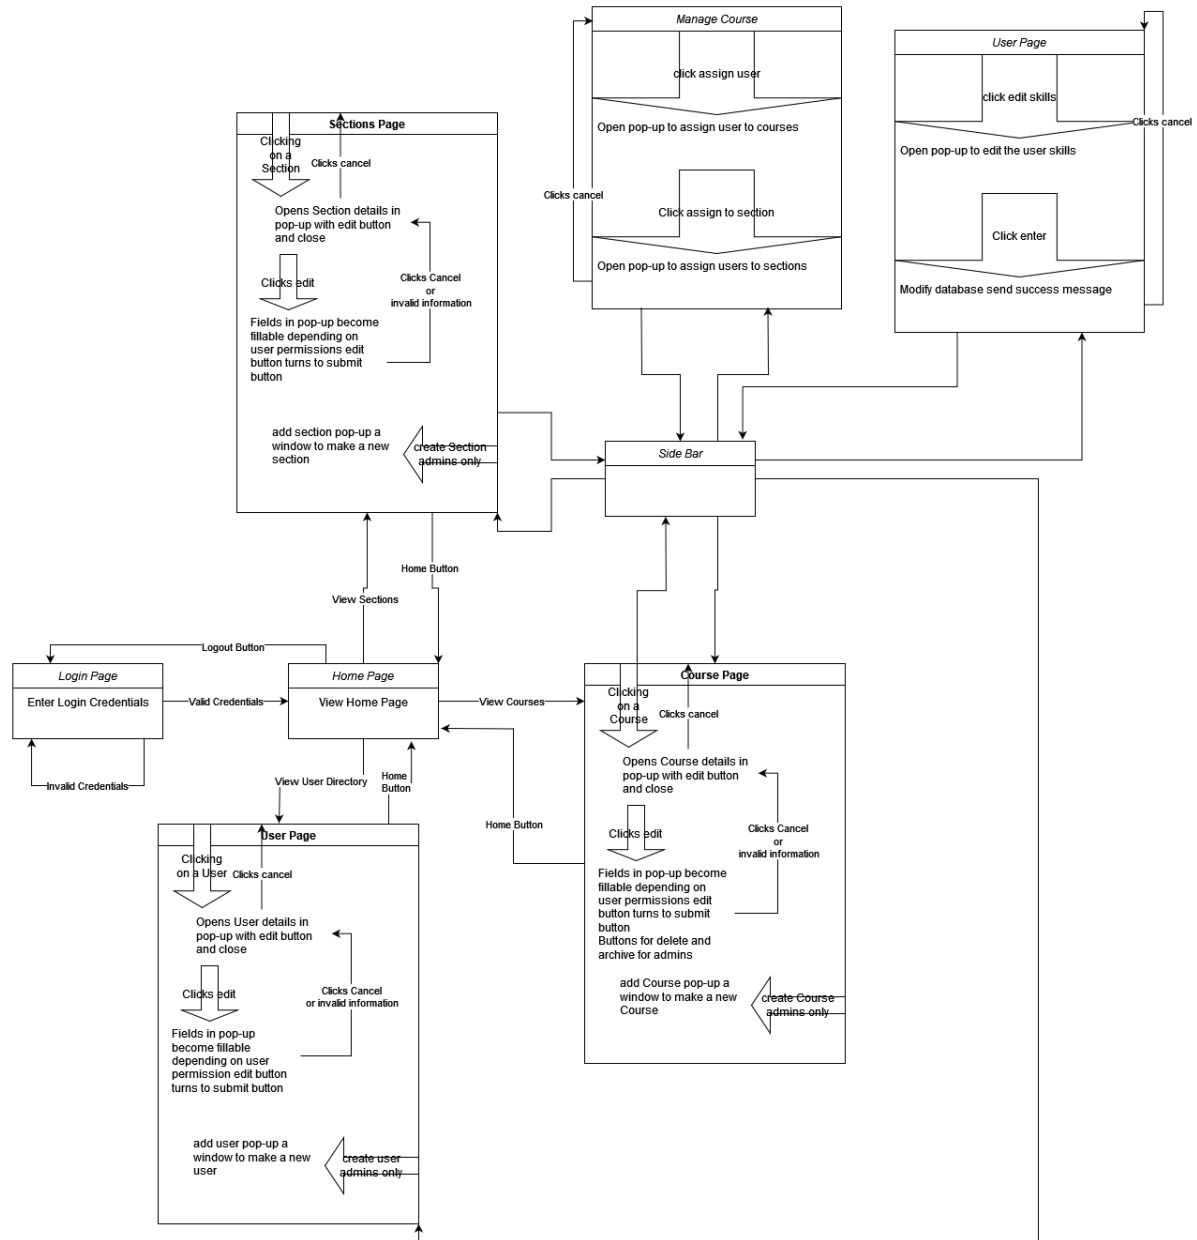 Manage Course
click assign user
Open pop-up to assign user to courses
Clicks cancel
Click assign to section
Open pop-up to assign users to sections
User Page
click edit skills
Clicks cancel
Open pop-up to edit the user skills
Click enter
Modify database send success message
Sections Page
Clicking
on a
Section
Clicks cancel
Opens Section details in
pop-up with edit button
and close
Clicks edit
Clicks Cancel
or
invalid information
Fields in pop-up become
fillable depending on
user permissions edit
button turns to submit
button
add section pop-up a
window to make a new
section
create Section
admins only
Side Bar
Home Button
View Sections
Logout Button
Login Page
Enter Login Credentials
Valid Credentials
Invalid Credentials
Home Page
View Home Page
View Courses
View User Directory
Home
Button
Home Button
Course Page
Clicking
on a
Course
Clicks cancel
Opens Course details in
pop-up with edit button
and close
Clicks edit
Clicks Cancel
or
invalid information
Fields in pop-up become
fillable depending on
user permissions edit
button turns to submit
button
Buttons for delete and
archive for admins
add Course pop-up a
window to make a new
Course
create Course
admins only
User Page
Clicking
on a User
Clicks cancel
Opens User details in
pop-up with edit button
and close
Clicks edit
Clicks Cancel
or invalid information
Fields in pop-up
become fillable
depending on user
permission edit button
turns to submit button
add user pop-up a
window to make a new
user
create user
admins only